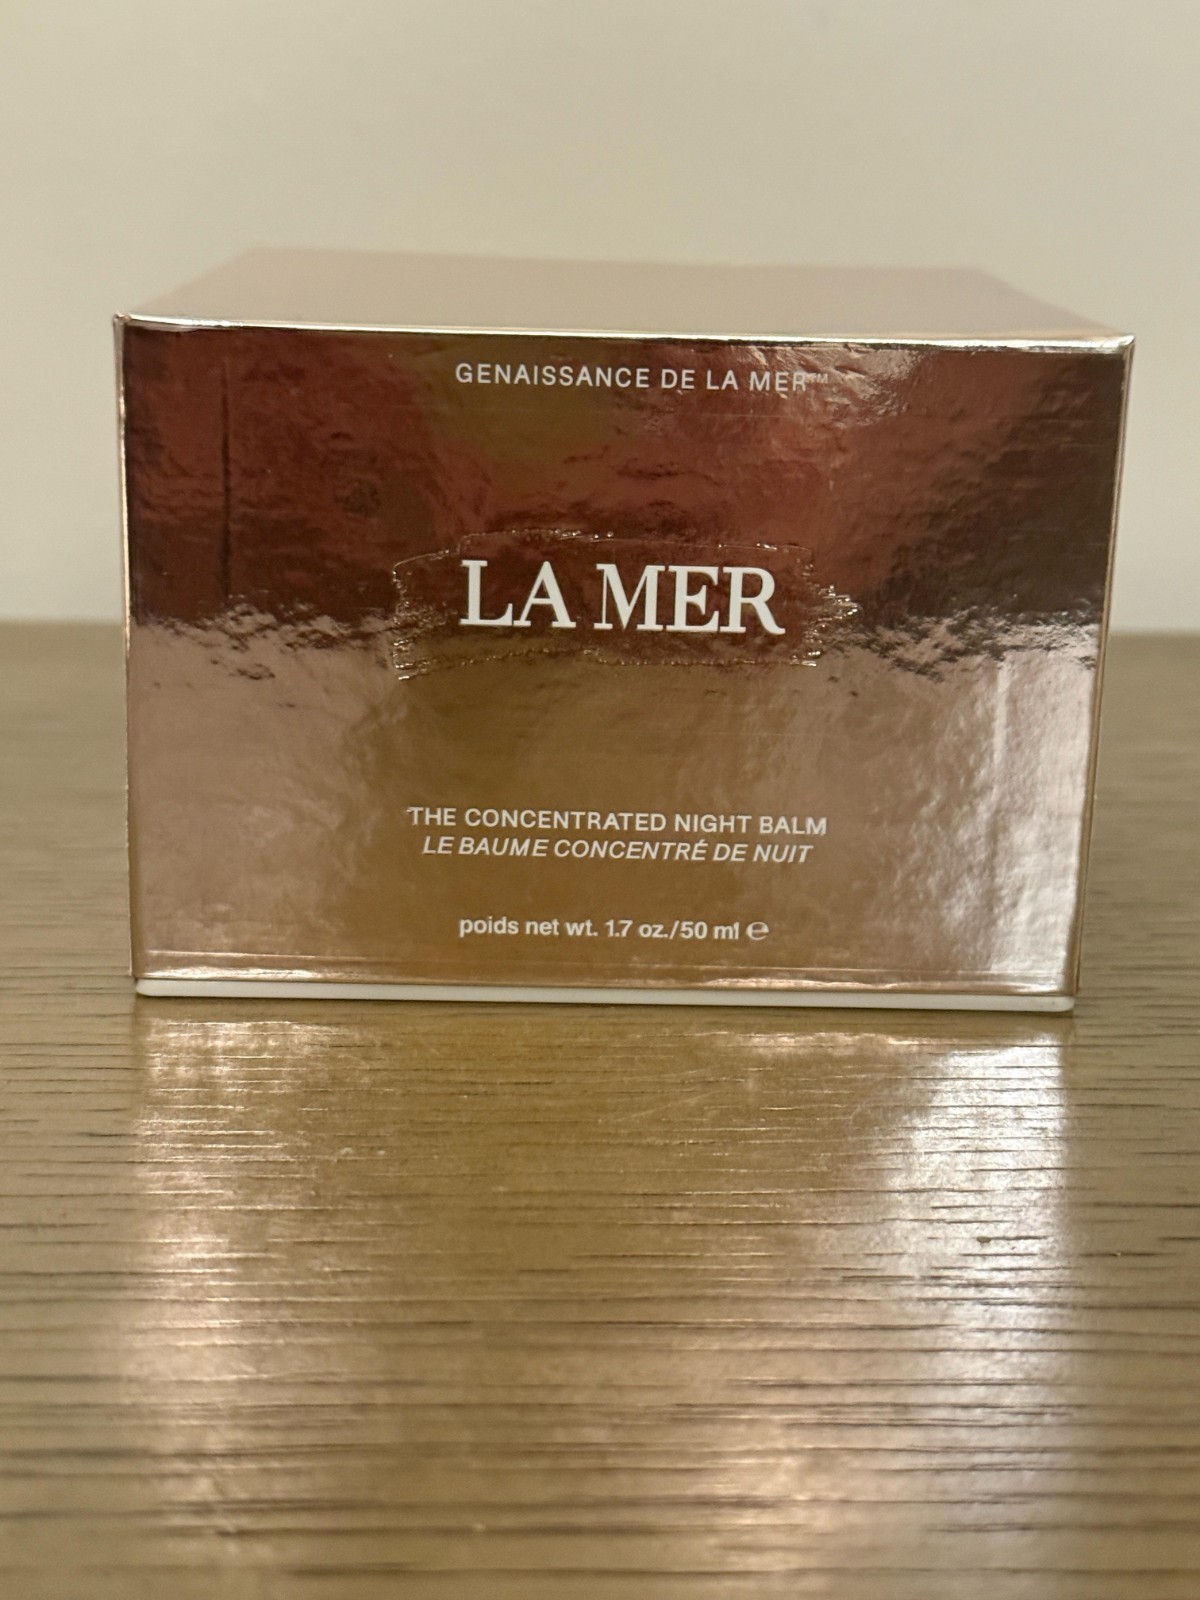 GENAISSANCE DE LA MER™
LA MER
THE CONCENTRATED NIGHT BALM
LE BAUME CONCENTRÉ DE NUIT
poids net wt. 1.7 oz./50 ml ℮